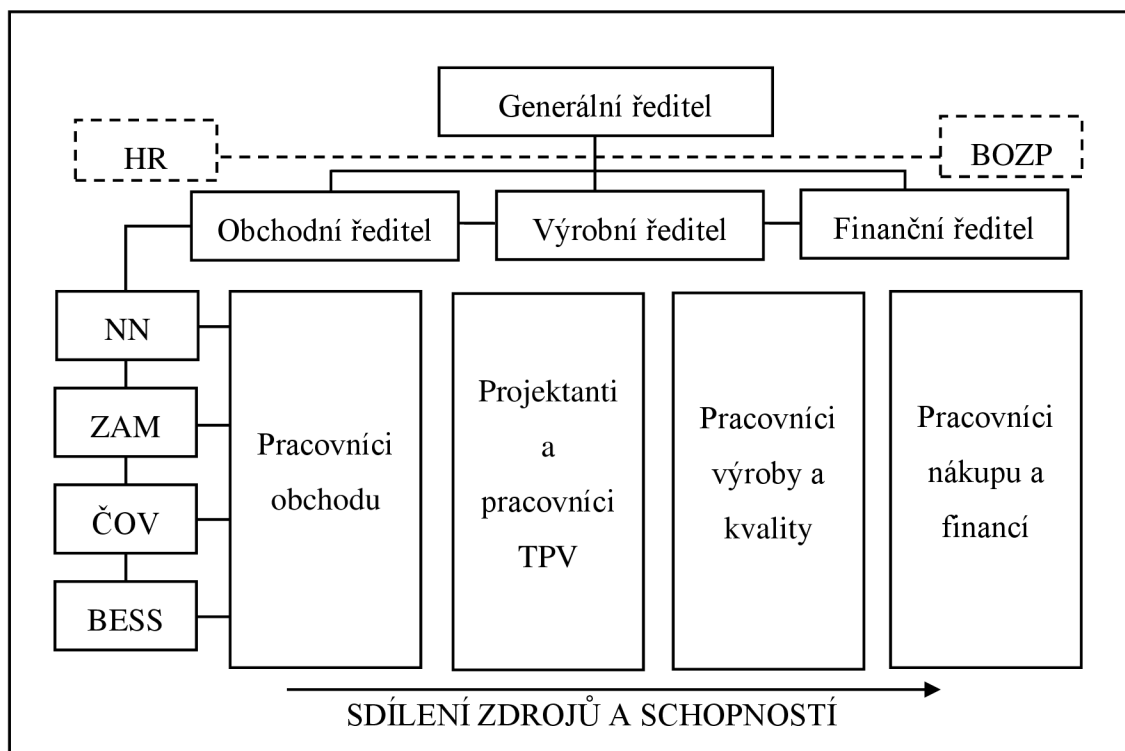 Generální ředitel
HR
BOZP
Obchodní ředitel
Výrobní ředitel
Finanční ředitel
NN
ZAM
ČOV
BESS
Pracovníci
obchodu
Projektanti
a
pracovníci
TPV
Pracovníci
výroby a
kvality
Pracovníci
nákupu a
financí
SDÍLENÍ ZDROJŮ A SCHOPNOSTÍ